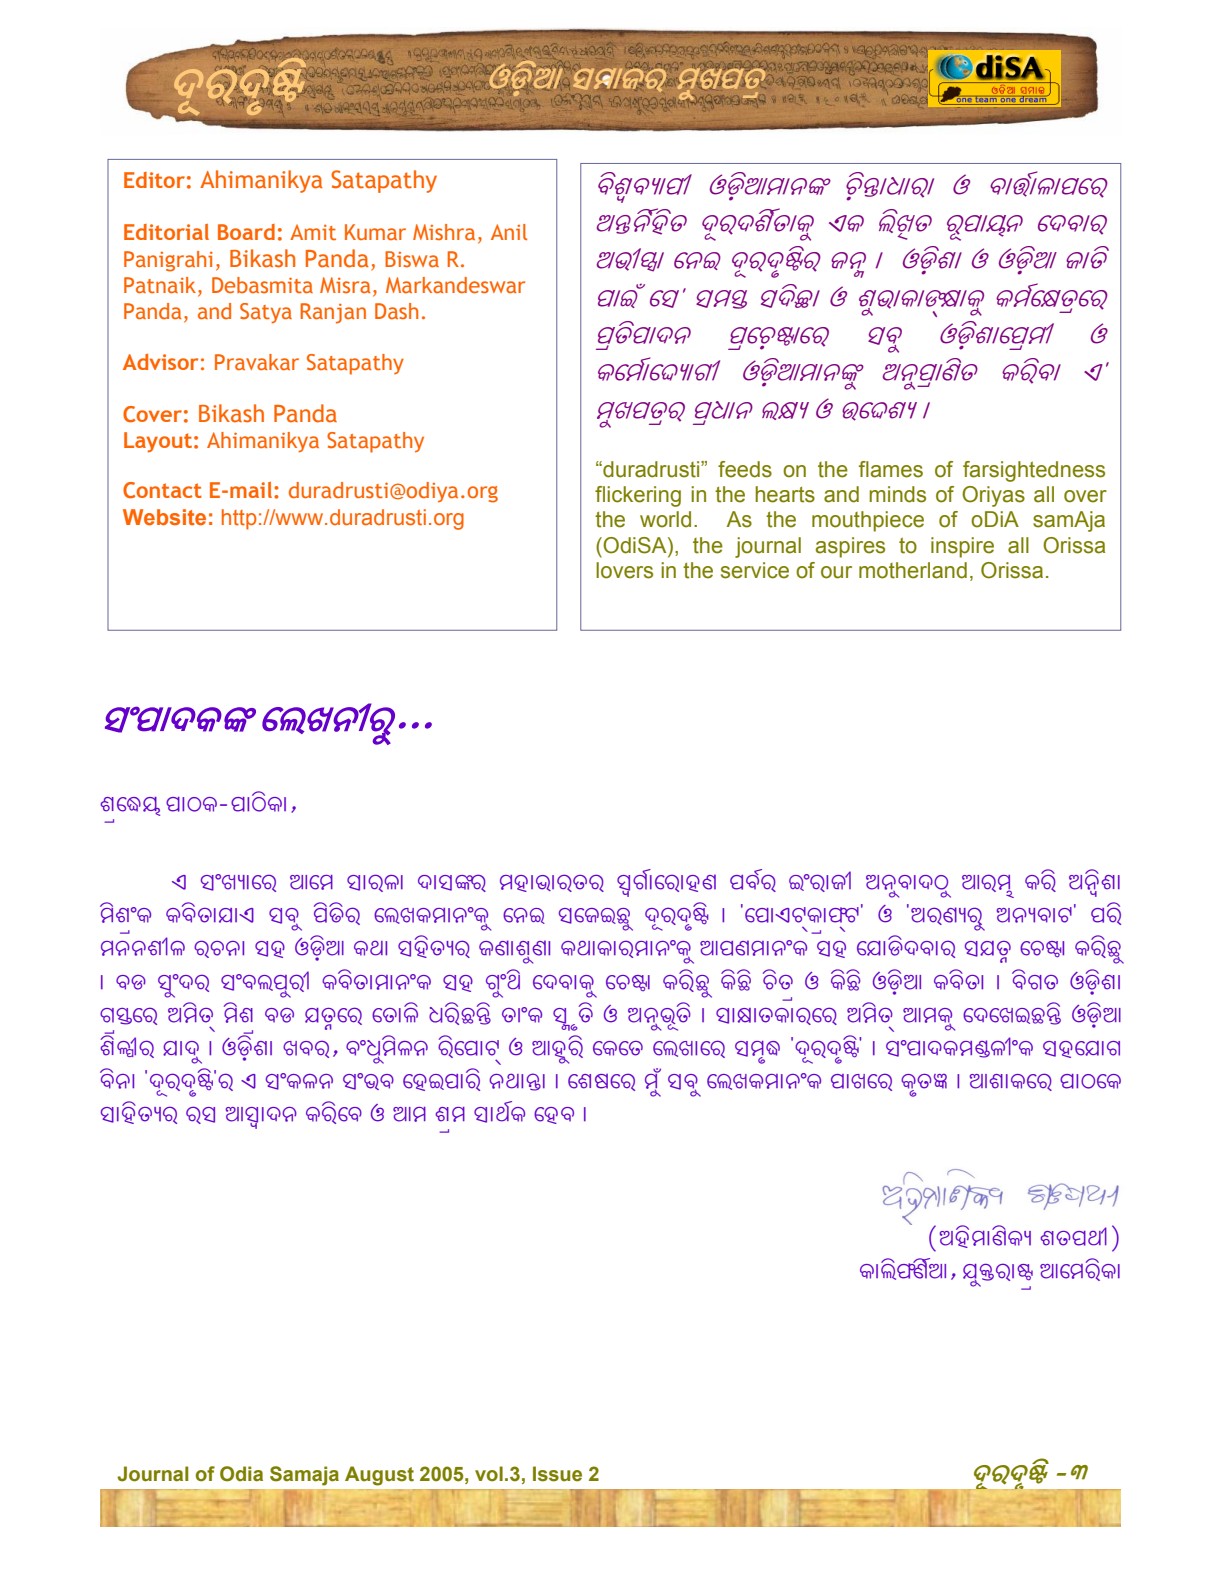 ଦୂରଦୃଷ୍ଟି
ଓଡ଼ିଆ ସମାଜର ମୁଖପତ୍ର
OdiSA
ଓଡ଼ିଆ ସମାଜ
one team one dream
Editor: Ahimanikya Satapathy
Editorial Board: Amit Kumar Mishra, Anil
Panigrahi, Bikash Panda, Biswa R.
Patnaik, Debasmita Misra, Markandeswar
Panda, and Satya Ranjan Dash.
Advisor: Pravakar Satapathy
Cover: Bikash Panda
Layout: Ahimanikya Satapathy
Contact E-mail: duradrusti@odiya.org
Website: http://www.duradrusti.org
ବିଶ୍ୱବ୍ୟାପୀ ଓଡ଼ିଆମାନଙ୍କ ଚିନ୍ତାଧାରା ଓ ବାର୍ତ୍ତାଳାପରେ
ଅନ୍ତର୍ନିହିତ ଦୂରଦର୍ଶିତାକୁ ଏକ ଲିଖିତ ରୂପାୟନ ଦେବାର
ଅଭୀପ୍ସା ନେଇ ଦୂରଦୃଷ୍ଟିର ଜନ୍ମ । ଓଡ଼ିଶା ଓ ଓଡ଼ିଆ ଜାତି
ପାଇଁ ସେ' ସମସ୍ତ ସଦିଚ୍ଛା ଓ ଶୁଭାକାଙ୍କ୍ଷାକୁ କର୍ମକ୍ଷେତ୍ରରେ
ପ୍ରତିପାଦନ ପ୍ରଚେଷ୍ଟାରେ ସବୁ ଓଡ଼ିଶାପ୍ରେମୀ ଓ
କର୍ମୋଦ୍ୟୋଗୀ ଓଡ଼ିଆମାନଙ୍କୁ ଅନୁପ୍ରାଣିତ କରିବା ଏ'
ମୁଖପତ୍ରର ପ୍ରଧାନ ଲକ୍ଷ୍ୟ ଓ ଉଦ୍ଦେଶ୍ୟ ।
“duradrusti” feeds on the flames of farsightedness
flickering in the hearts and minds of Oriyas all over
the world. As the mouthpiece of oDiA samAja
(OdiSA), the journal aspires to inspire all Orissa
lovers in the service of our motherland, Orissa.
ସଂପାଦକଙ୍କ ଲେଖନୀରୁ...
ଶ୍ରଦ୍ଧେୟ ପାଠକ-ପାଠିକା,
ଏ ସଂଖ୍ୟାରେ ଆମେ ସାରଳା ଦାସଙ୍କର ମହାଭାରତର ସ୍ୱର୍ଗାରୋହଣ ପର୍ବର ଇଂରାଜୀ ଅନୁବାଦଠୁ ଆରମ୍ଭ କରି ଅନ୍ୱିଶା
ମିଶ୍ରଂକ କବିତାଯାଏ ସବୁ ପିଢିର ଲେଖକମାନଂକୁ ନେଇ ସଜେଇଛୁ ଦୂରଦୃଷ୍ଟି । 'ପୋଏଟ୍‌କ୍ରାଫ୍ଟ' ଓ 'ଅରଣ୍ୟରୁ ଅନ୍ୟବାଟ' ପରି
ମନନଶୀଳ ରଚନା ସହ ଓଡ଼ିଆ କଥା ସହିତ୍ୟର ଜଣାଶୁଣା କଥାକାରମାନଂକୁ ଆପଣମାନଂକ ସହ ଯୋଡିଦବାର ସଯତ୍ନ ଚେଷ୍ଟା କରିଛୁ
। ବଡ ସୁଂଦର ସଂବଲପୁରୀ କବିତାମାନଂକ ସହ ଗୁଂଥି ଦେବାକୁ ଚେଷ୍ଟା କରିଛୁ କିଛି ଚିତ୍ର ଓ କିଛି ଓଡ଼ିଆ କବିତା । ବିଗତ ଓଡ଼ିଶା
ଗସ୍ତରେ ଅମିତ୍ ମିଶ୍ର ବଡ ଯତ୍ନରେ ତୋଳି ଧରିଛନ୍ତି ତାଂକ ସ୍ମୃତି ଓ ଅନୁଭୂତି । ସାକ୍ଷାତକାରରେ ଅମିତ୍ ଆମକୁ ଦେଖେଇଛନ୍ତି ଓଡ଼ିଆ
ଶିଳ୍ପୀର ଯାଦୁ । ଓଡ଼ିଶା ଖବର, ବଂଧୁମିଳନ ରିପୋଟ୍ ଓ ଆହୁରି କେତେ ଲେଖାରେ ସମୃଦ୍ଧ 'ଦୂରଦୃଷ୍ଟି' । ସଂପାଦକମଣ୍ଡଳୀଂକ ସହଯୋଗ
ବିନା 'ଦୂରଦୃଷ୍ଟି'ର ଏ ସଂକଳନ ସଂଭବ ହେଇପାରି ନଥାନ୍ତା । ଶେଷରେ ମୁଁ ସବୁ ଲେଖକମାନଂକ ପାଖରେ କୃତଜ୍ଞ । ଆଶାକରେ ପାଠକେ
ସାହିତ୍ୟର ରସ ଆସ୍ୱାଦନ କରିବେ ଓ ଆମ ଶ୍ରମ ସାର୍ଥକ ହେବ ।
ଅହିମାଣିକ୍ୟ ଶତପଥୀ
(ଅହିମାଣିକ୍ୟ ଶତପଥୀ)
କାଲିଫର୍ଣିଆ, ଯୁକ୍ତରାଷ୍ଟ୍ର ଆମେରିକା
Journal of Odia Samaja August 2005, vol.3, Issue 2
ଦୂରଦୃଷ୍ଟି -୩